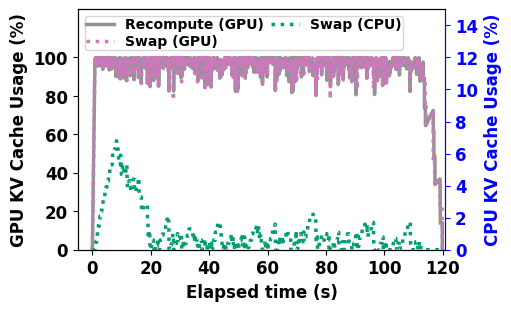 Recompute (GPU) Swap (CPU)
Swap (GPU)
GPU KV Cache Usage (%)
100
80
60
40
20
0
14
12
10
8
6
4
2
0
CPU KV Cache Usage (%)
0 20 40 60 80 100 120
Elapsed time (s)